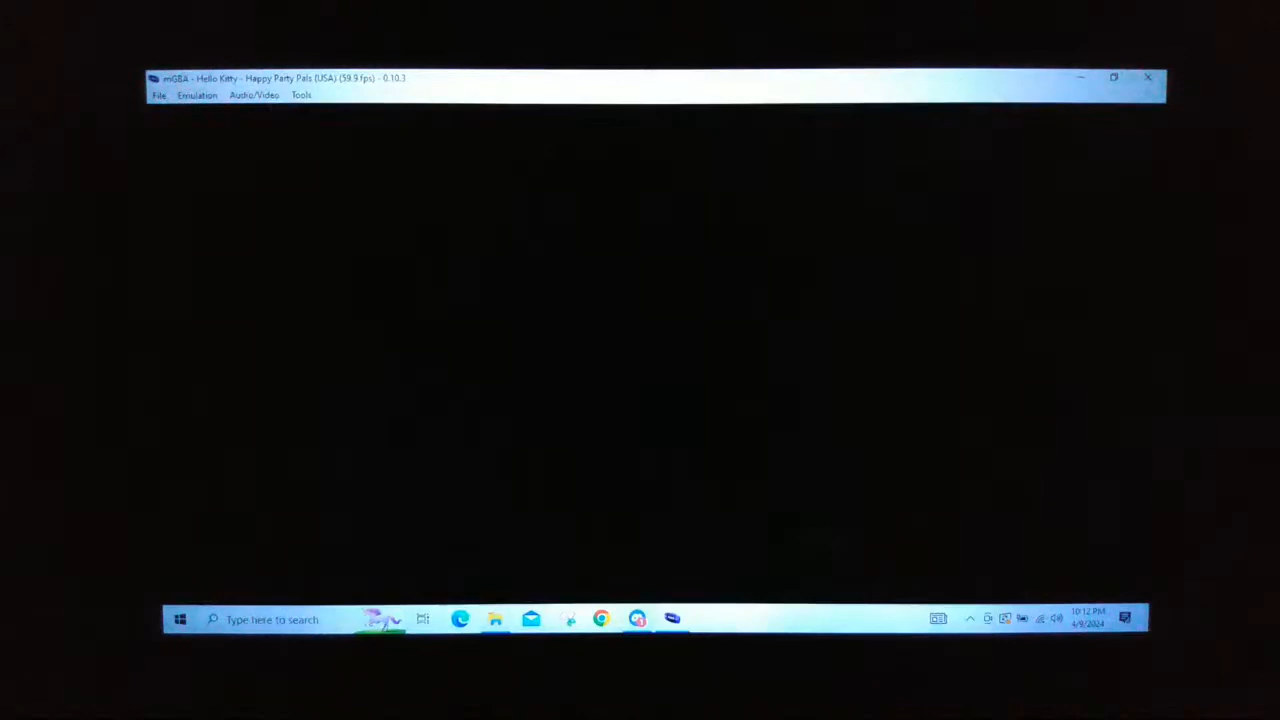 mGBA - Hello Kitty - Happy Party Pals (USA) (59.9 fps) - 0.10.3
File Emulation Audio/Video Tools
Type here to search
10:12 PM
4/9/2024